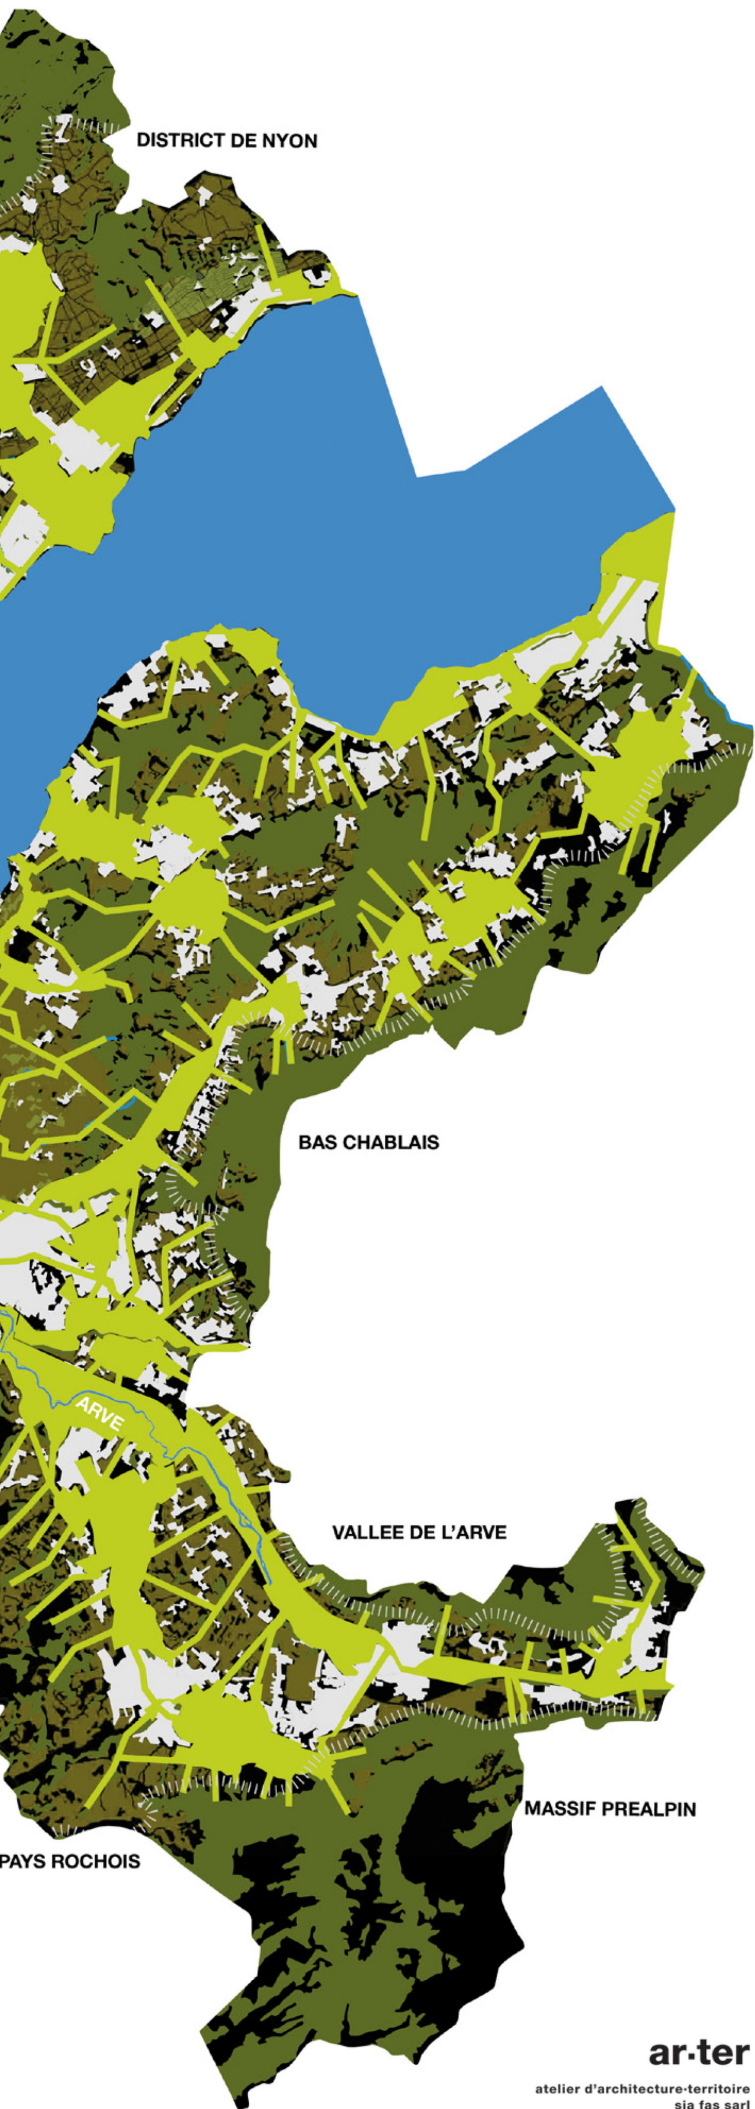 DISTRICT DE NYON
BAS CHABLAIS
ARVE
VALLEE DE L'ARVE
MASSIF PREALPIN
PAYS ROCHOIS
ar·ter
atelier d'architecture·territoire
sia fas sarl